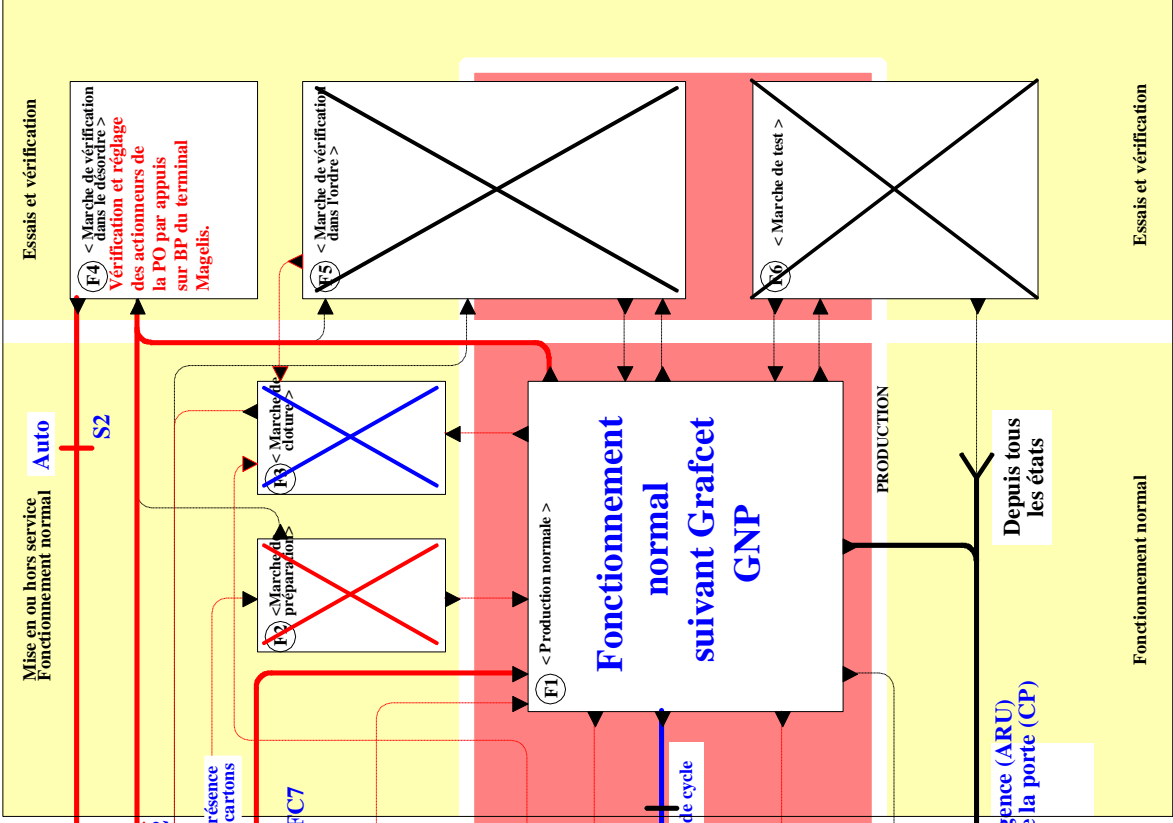 Essais et vérification
F4 < Marche de vérification
dans le désordre >
Vérification et réglage
des actionneurs de
la PO par appuis
sur BP du terminal
Magelis.
F5 < Marche de vérification
dans l'ordre >
F6 < Marche de test >
Essais et vérification
Auto
S2
Mise en ou hors service
Fonctionnement normal
F3 < Marche de
cloture >
F2 <Marche de
préparation>
F1 < Production normale >
Fonctionnement
normal
suivant Grafcet
GNP
PRODUCTION
Depuis tous
les états
Fonctionnement normal
résence
cartons
FC7
de cycle
gence (ARU)
e la porte (CP)